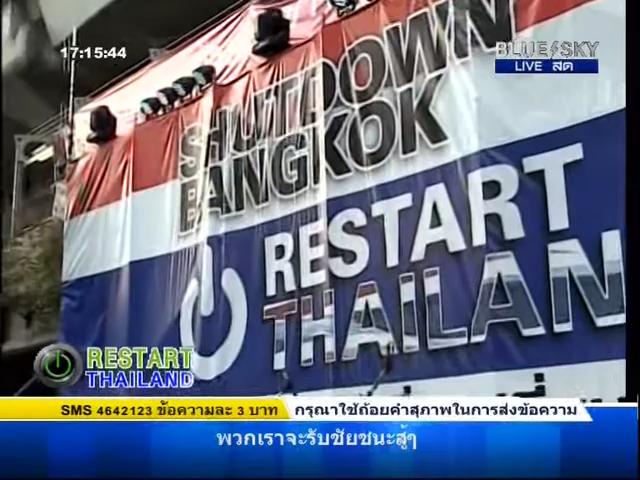 17:15:44
BLUE SKY
LIVE สด
SHUTDOWN
BANGKOK
RESTART
THAILAND
RESTART
THAILAND
SMS 4642123 ข้อความละ 3 บาท
กรุณาใช้ถ้อยคำสุภาพในการส่งข้อความ
พวกเราจะรับชัยชนะสู้ๆ